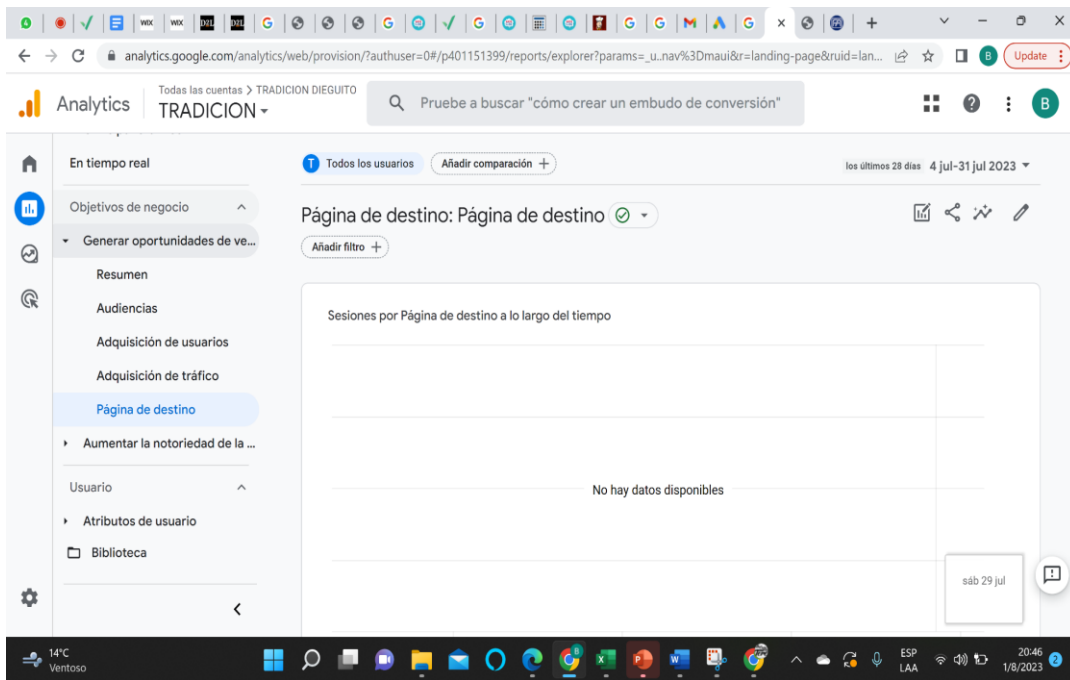 WIX
WIX
DZL
DZL
analytics.google.com/analytics/web/provision/?authuser=0#/p401151399/reports/explorer?params=_u..nav%3Dmaui&r=landing-page&ruid=lan...
B
Update
Analytics
Todas las cuentas > TRADICION DIEGUITO
TRADICION
Pruebe a buscar "cómo crear un embudo de conversión"
B
En tiempo real
T Todos los usuarios
Añadir comparación +
los últimos 28 días 4 jul-31 jul 2023
Objetivos de negocio
Página de destino: Página de destino
Generar oportunidades de ve...
Añadir filtro +
Resumen
Audiencias
Sesiones por Página de destino a lo largo del tiempo
Adquisición de usuarios
Adquisición de tráfico
Página de destino
Aumentar la notoriedad de la ...
Usuario
No hay datos disponibles
Atributos de usuario
Biblioteca
sáb 29 jul
14°C
Ventoso
ESP
LAA
20:46
1/8/2023
2